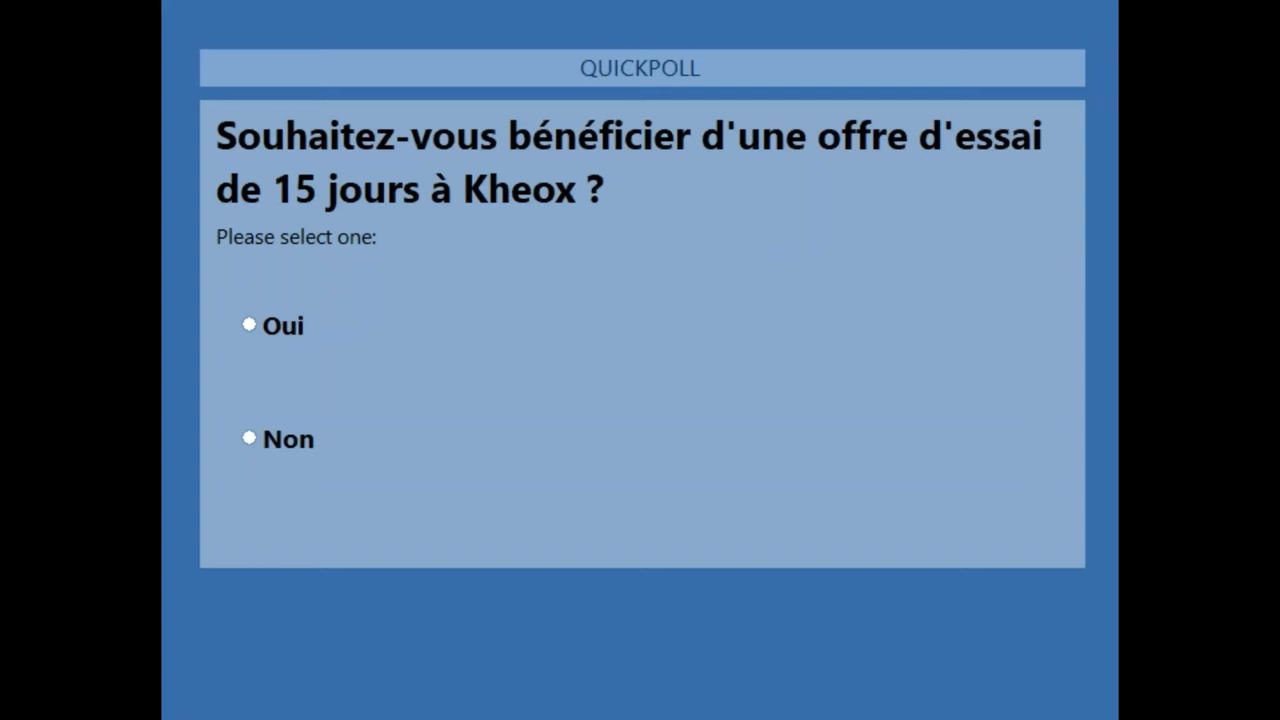 QUICKPOLL
Souhaitez-vous bénéficier d'une offre d'essai
de 15 jours à Kheox ?
Please select one:
Oui
Non